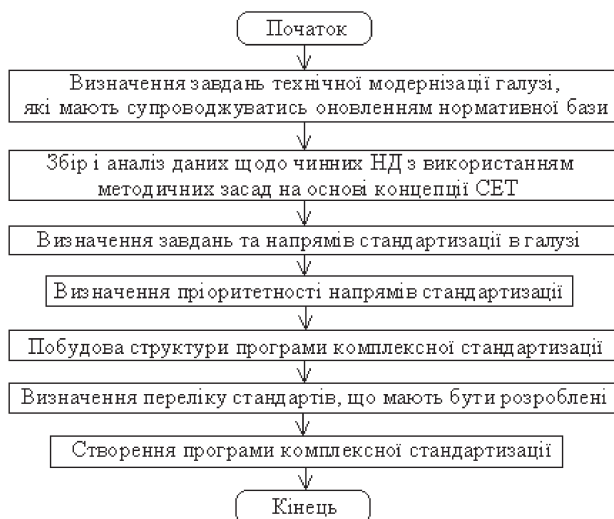 Початок
Визначення завдань технічної модернізації галузі,
які мають супроводжуватись оновленням нормативної бази
Збір і аналіз даних щодо чинних НД з використанням
методичних засад на основі концепції СЕТ
Визначення завдань та напрямів стандартизації в галузі
Визначення пріоритетності напрямів стандартизації
Побудова структури програми комплексної стандартизації
Визначення переліку стандартів, що мають бути розроблені
Створення програми комплексної стандартизації
Кінець